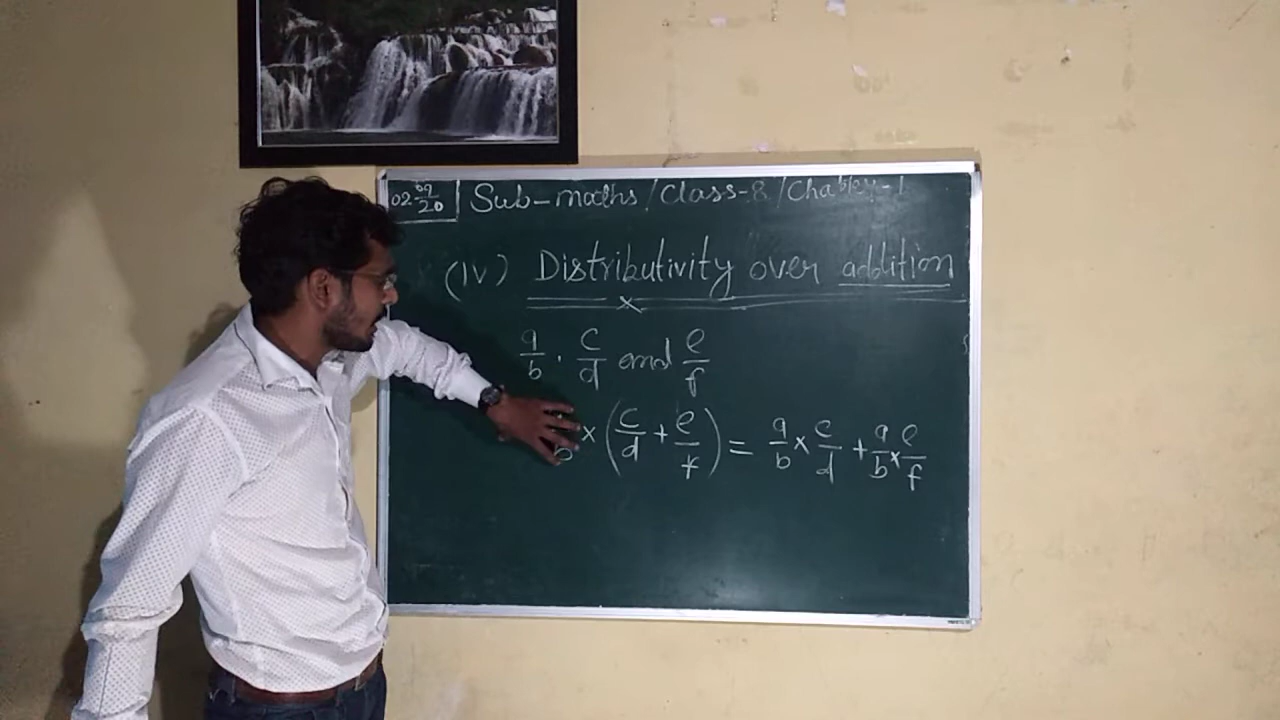 02-09/20 | Sub-maths/Class-8/Chapter-1
(IV) Distributivity over addition
a/b . c/d and e/f
b × (c/d + e/f) = a/b × c/d + a/b × e/f